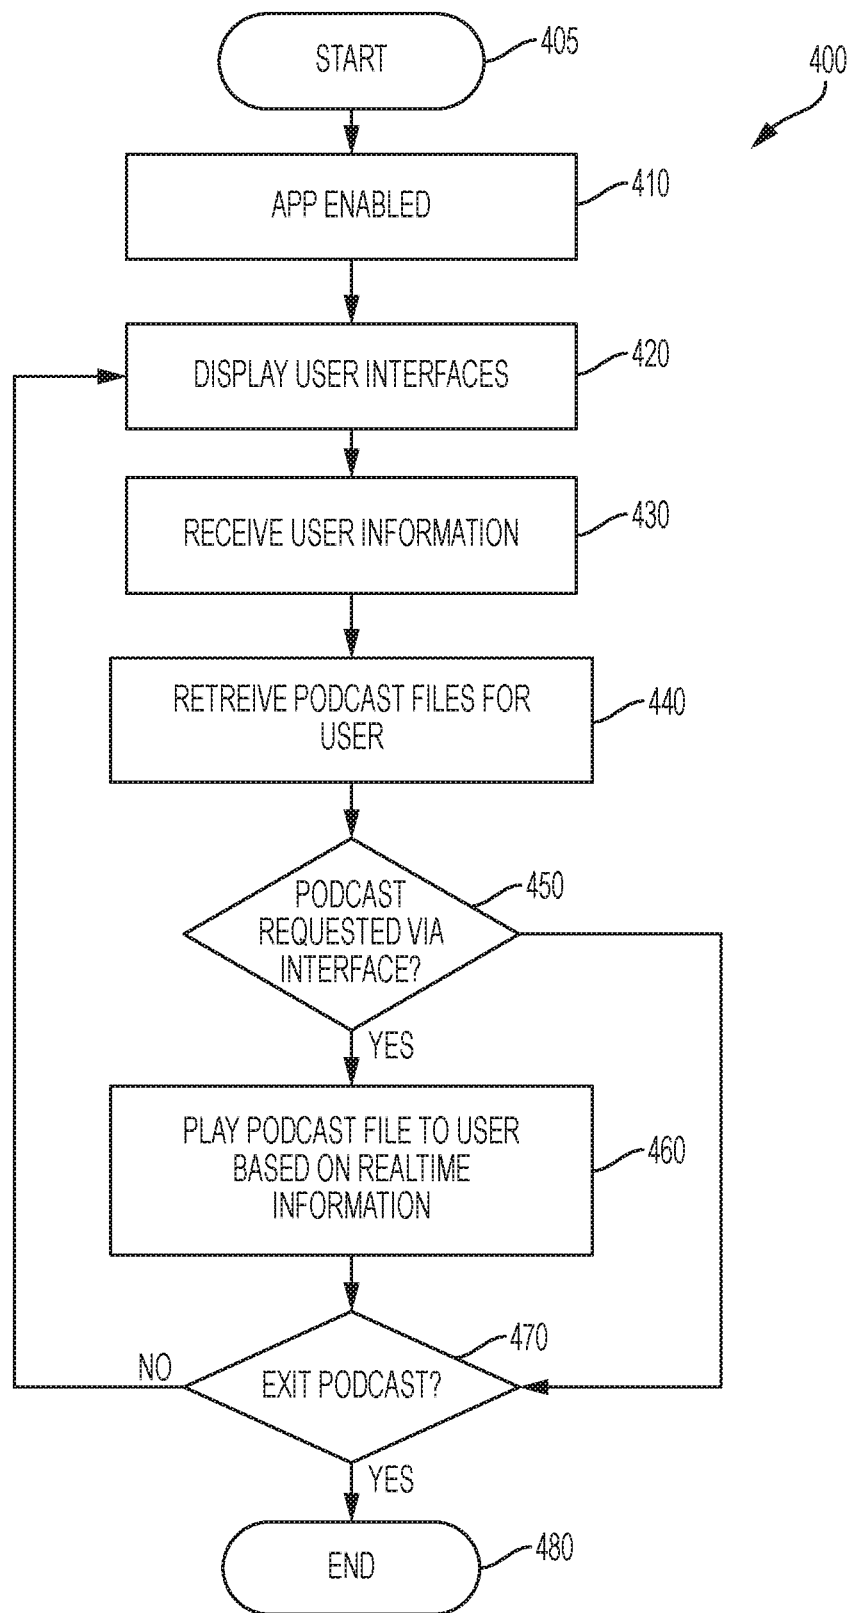 START
405
400
APP ENABLED
410
DISPLAY USER INTERFACES
420
RECEIVE USER INFORMATION
430
RETREIVE PODCAST FILES FOR
USER
440
PODCAST
REQUESTED VIA
INTERFACE?
450
YES
PLAY PODCAST FILE TO USER
BASED ON REALTIME
INFORMATION
460
EXIT PODCAST?
470
NO
YES
END
480